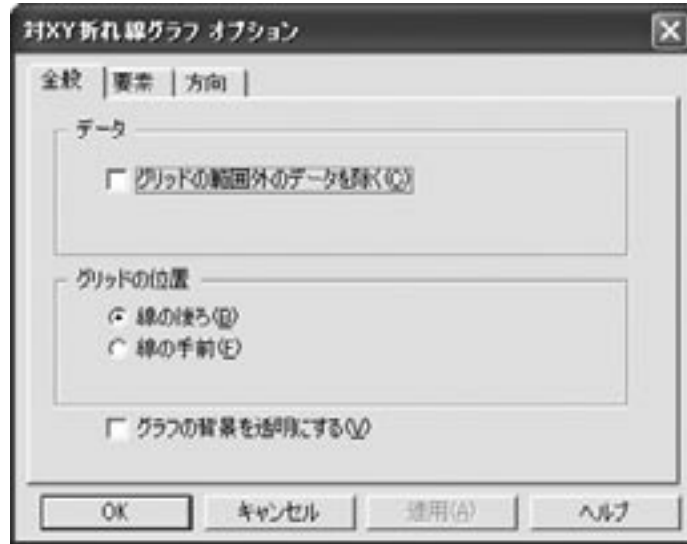 対XY折れ線グラフ オプション
全般 要素 方向
データ
グリッドの範囲外のデータを除く(C)
グリッドの位置
線の後ろ(B)
線の手前(F)
グラフの背景を透明にする(V)
OK キャンセル 適用(A) ヘルプ